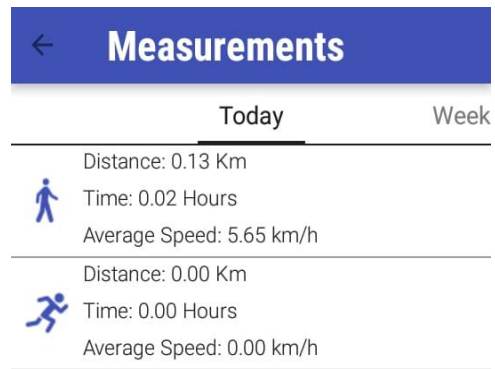 Measurements
Today Week
Distance: 0.13 Km
Time: 0.02 Hours
Average Speed: 5.65 km/h
Distance: 0.00 Km
Time: 0.00 Hours
Average Speed: 0.00 km/h